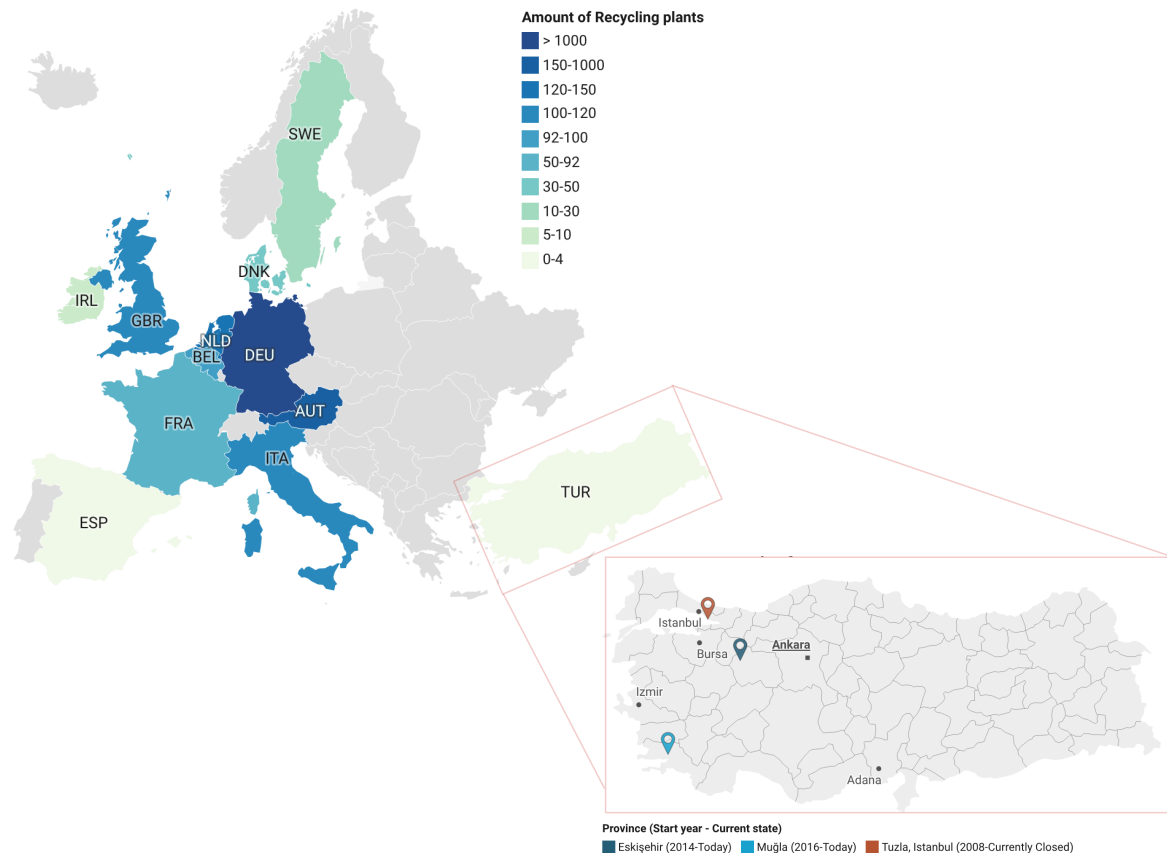 Amount of Recycling plants
> 1000
150-1000
120-150
100-120
92-100
50-92
30-50
10-30
5-10
0-4
SWE
DNK
IRL
GBR
NLD
BEL
DEU
AUT
FRA
ITA
ESP
TUR
Istanbul
Bursa
Ankara
Izmir
Adana
Province (Start year - Current state)
Eskişehir (2014-Today) Muğla (2016-Today) Tuzla, Istanbul (2008-Currently Closed)